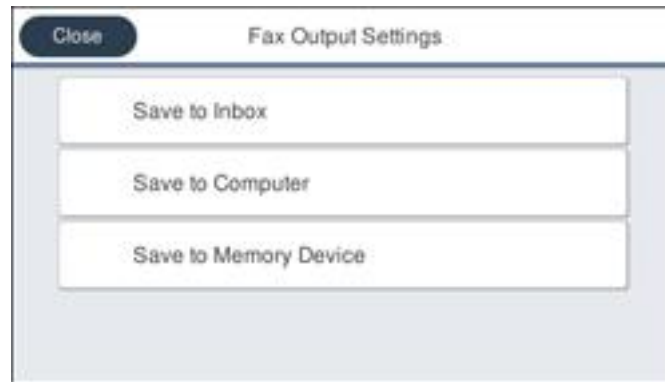 Close
Fax Output Settings
Save to Inbox
Save to Computer
Save to Memory Device